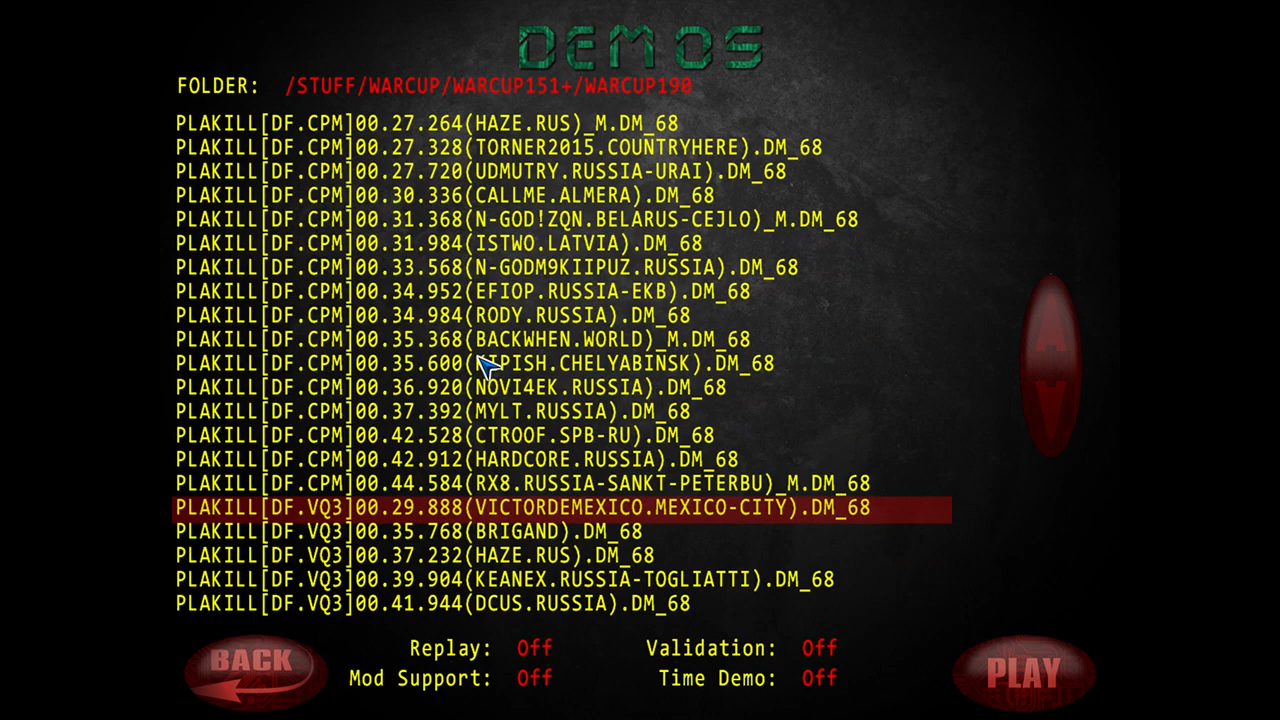 DEMOS
FOLDER: /STUFF/WARCUP/WARCUP151+/WARCUP190
PLAKILL[DF.CPM]00.27.264(HAZE.RUS)_M.DM_68
PLAKILL[DF.CPM]00.27.328(TORNER2015.COUNTRYHERE).DM_68
PLAKILL[DF.CPM]00.27.720(UDMUTRY.RUSSIA-URAI).DM_68
PLAKILL[DF.CPM]00.30.336(CALLME.ALMERA).DM_68
PLAKILL[DF.CPM]00.31.368(N-GOD!ZQN.BELARUS-CEJLO)_M.DM_68
PLAKILL[DF.CPM]00.31.984(ISTWO.LATVIA).DM_68
PLAKILL[DF.CPM]00.33.568(N-GODM9KIIPUZ.RUSSIA).DM_68
PLAKILL[DF.CPM]00.34.952(EFIOP.RUSSIA-EKB).DM_68
PLAKILL[DF.CPM]00.34.984(RODY.RUSSIA).DM_68
PLAKILL[DF.CPM]00.35.368(BACKWHEN.WORLD)_M.DM_68
PLAKILL[DF.CPM]00.35.600( IPISH.CHELYABINSK).DM_68
PLAKILL[DF.CPM]00.36.920(NOVI4EK.RUSSIA).DM_68
PLAKILL[DF.CPM]00.37.392(MYLT.RUSSIA).DM_68
PLAKILL[DF.CPM]00.42.528(CTROOF.SPB-RU).DM_68
PLAKILL[DF.CPM]00.42.912(HARDCORE.RUSSIA).DM_68
PLAKILL[DF.CPM]00.44.584(RX8.RUSSIA-SANKT-PETERBU)_M.DM_68
PLAKILL[DF.VQ3]00.29.888(VICTORDEMEXICO.MEXICO-CITY).DM_68
PLAKILL[DF.VQ3]00.35.768(BRIGAND).DM_68
PLAKILL[DF.VQ3]00.37.232(HAZE.RUS).DM_68
PLAKILL[DF.VQ3]00.39.904(KEANEX.RUSSIA-TOGLIATTI).DM_68
PLAKILL[DF.VQ3]00.41.944(DCUS.RUSSIA).DM_68
Replay: Off Validation: Off
Mod Support: Off Time Demo: Off
BACK
PLAY